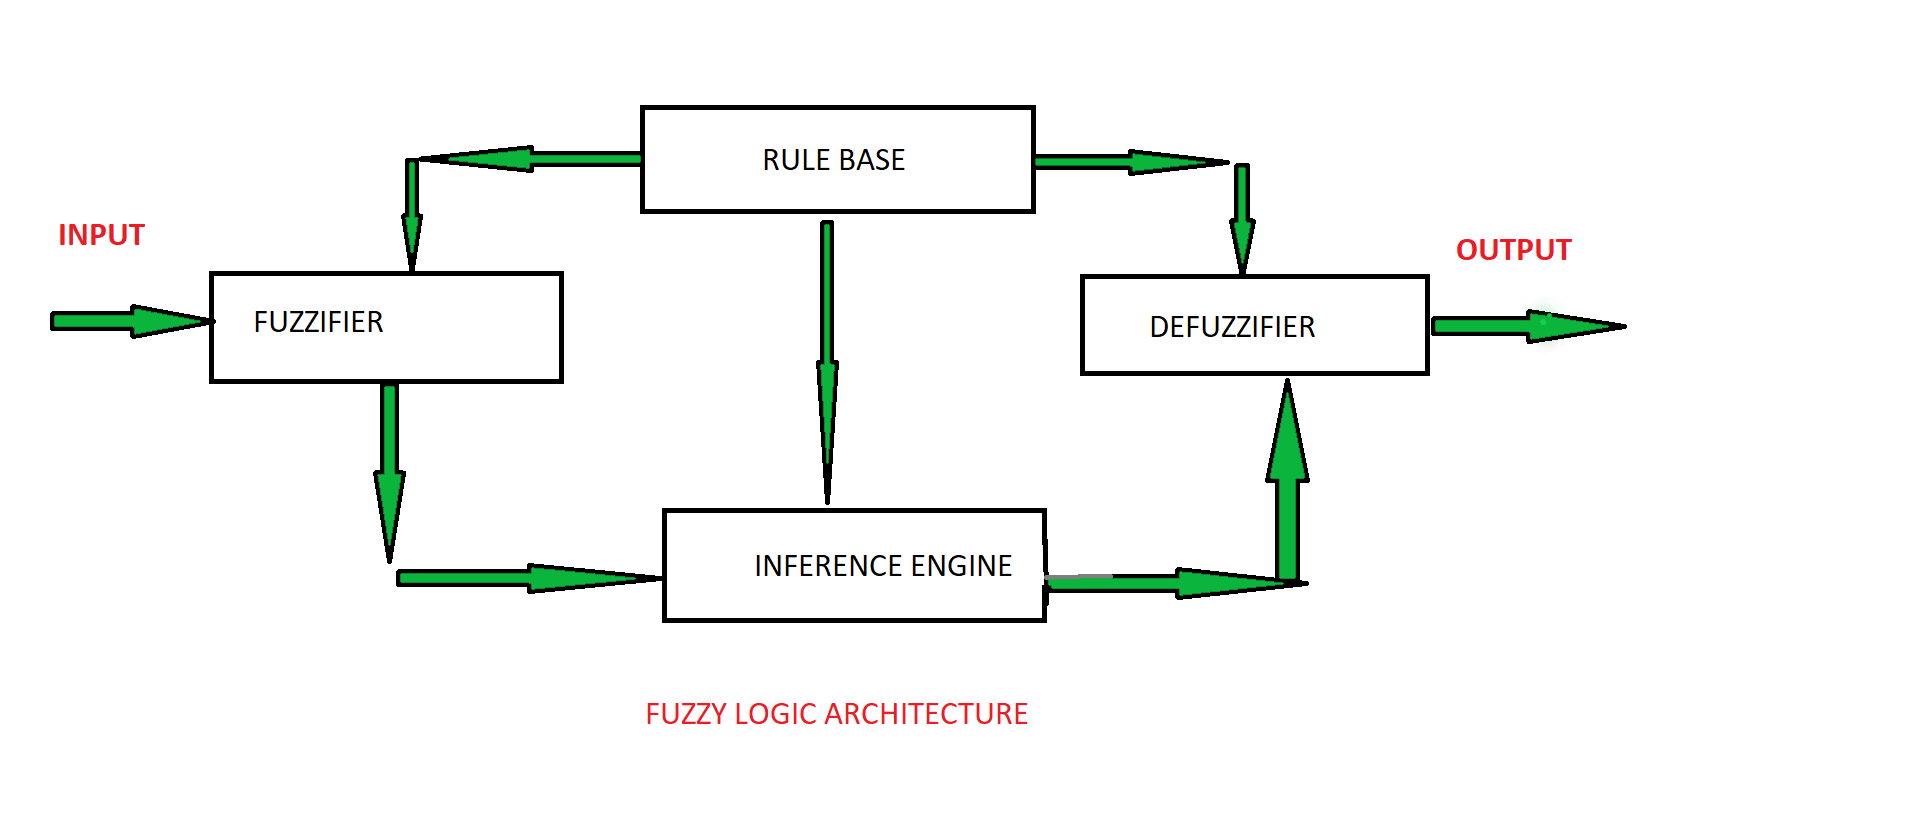 RULE BASE
INPUT
OUTPUT
FUZZIFIER
DEFUZZIFIER
INFERENCE ENGINE
FUZZY LOGIC ARCHITECTURE